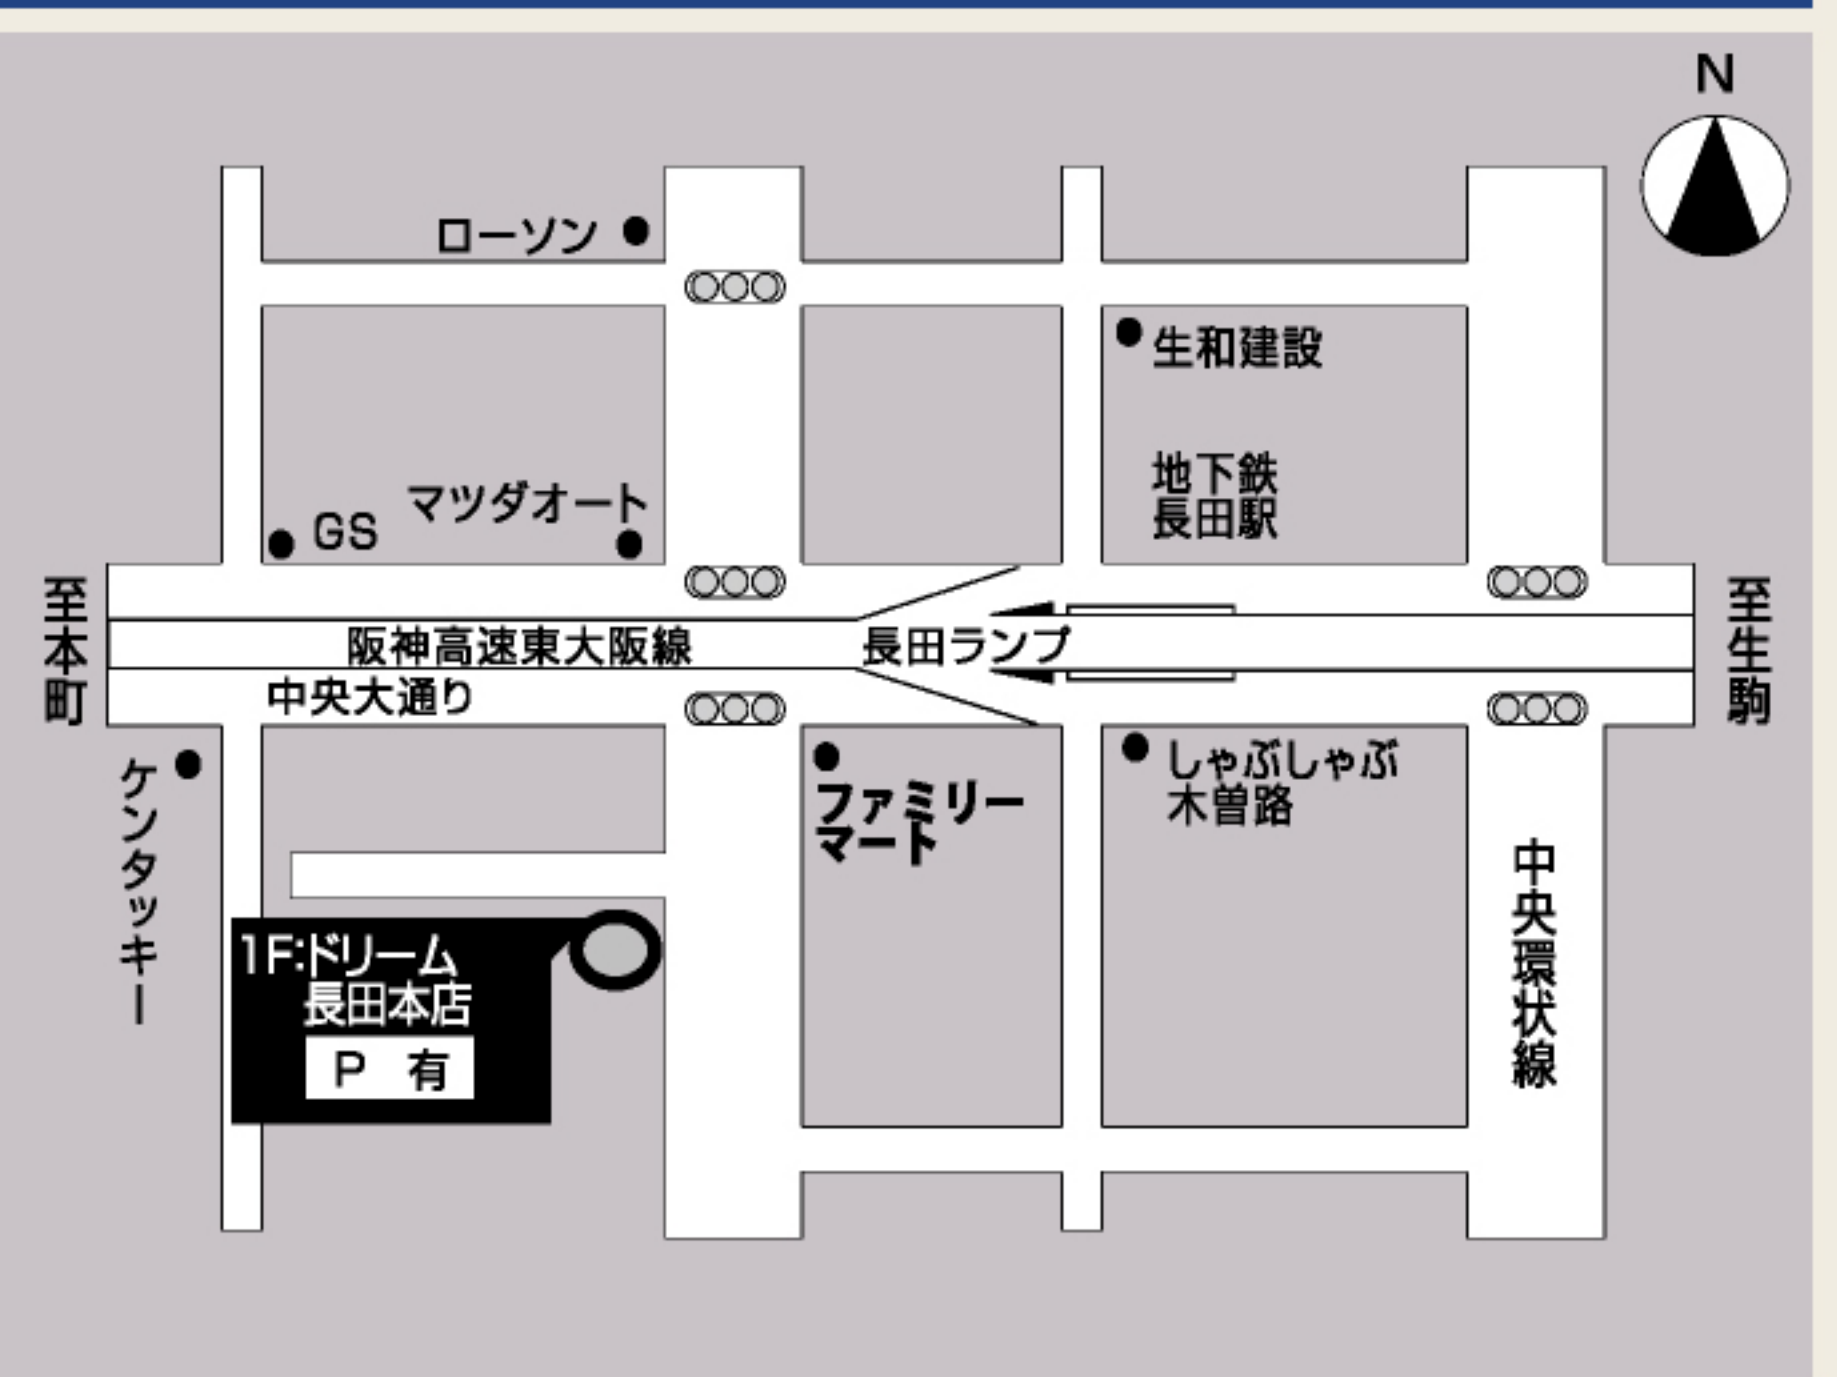 N
ローソン
生和建設
地下鉄
長田駅
マツダオート
GS
至本町
至生駒
阪神高速東大阪線
長田ランプ
中央大通り
ケンタッキー
ファミリー
マート
しゃぶしゃぶ
木曽路
中央環状線
1F:ドリーム
長田本店
P 有